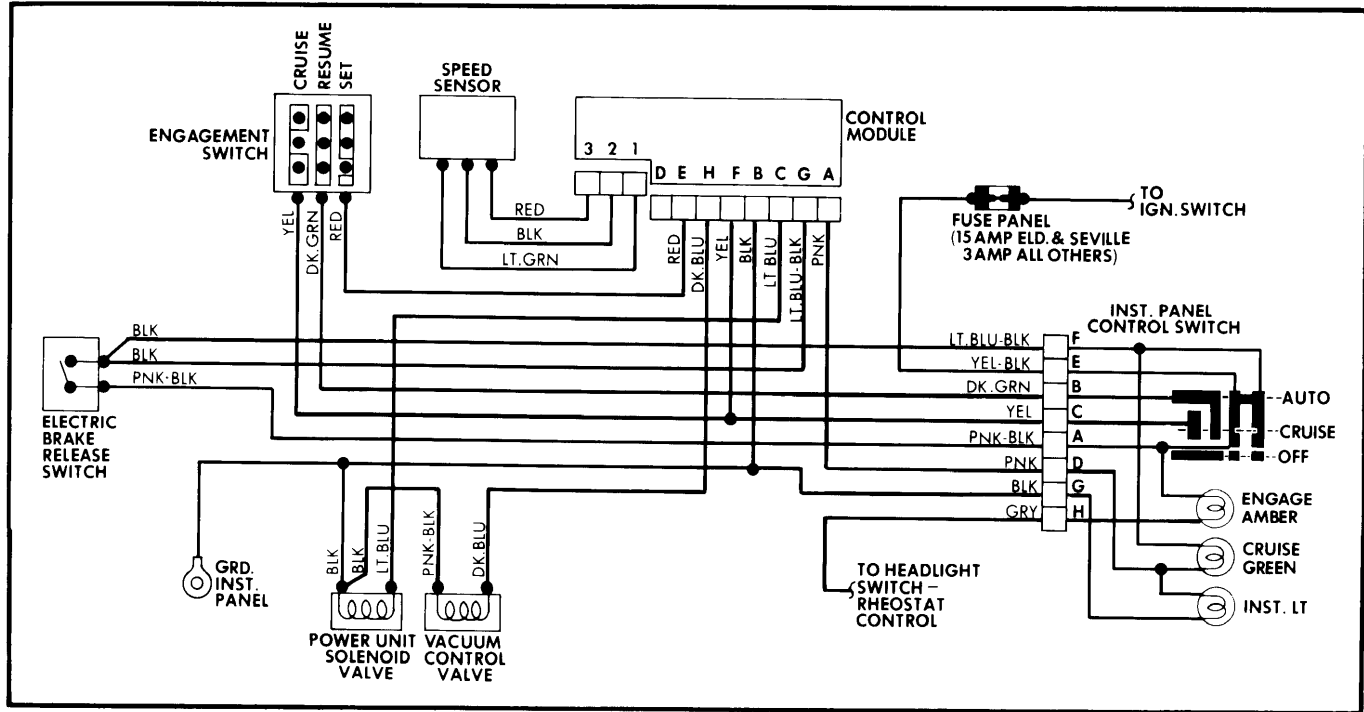 CRUISE
RESUME
SET
ENGAGEMENT
SWITCH
SPEED
SENSOR
CONTROL
MODULE
3 2 1
D E H F B C G A
YEL
DK.GRN
RED
RED
BLK
LT.GRN
RED
DK.BLU
YEL
BLK
LT BLU
LT.BLU-BLK
PNK
TO
IGN. SWITCH
FUSE PANEL
(15 AMP ELD. & SEVILLE
3 AMP ALL OTHERS)
INST. PANEL
CONTROL SWITCH
BLK
BLK
PNK-BLK
ELECTRIC
BRAKE
RELEASE
SWITCH
LT.BLU-BLK F
YEL-BLK E
DK.GRN B
YEL C
PNK-BLK A
PNK D
BLK G
GRY H
AUTO
CRUISE
OFF
ENGAGE
AMBER
CRUISE
GREEN
INST. LT
GRD.
INST.
PANEL
BLK
BLK
LT.BLU
PNK-BLK
DK.BLU
POWER UNIT
SOLENOID
VALVE
VACUUM
CONTROL
VALVE
TO HEADLIGHT
SWITCH –
RHEOSTAT
CONTROL